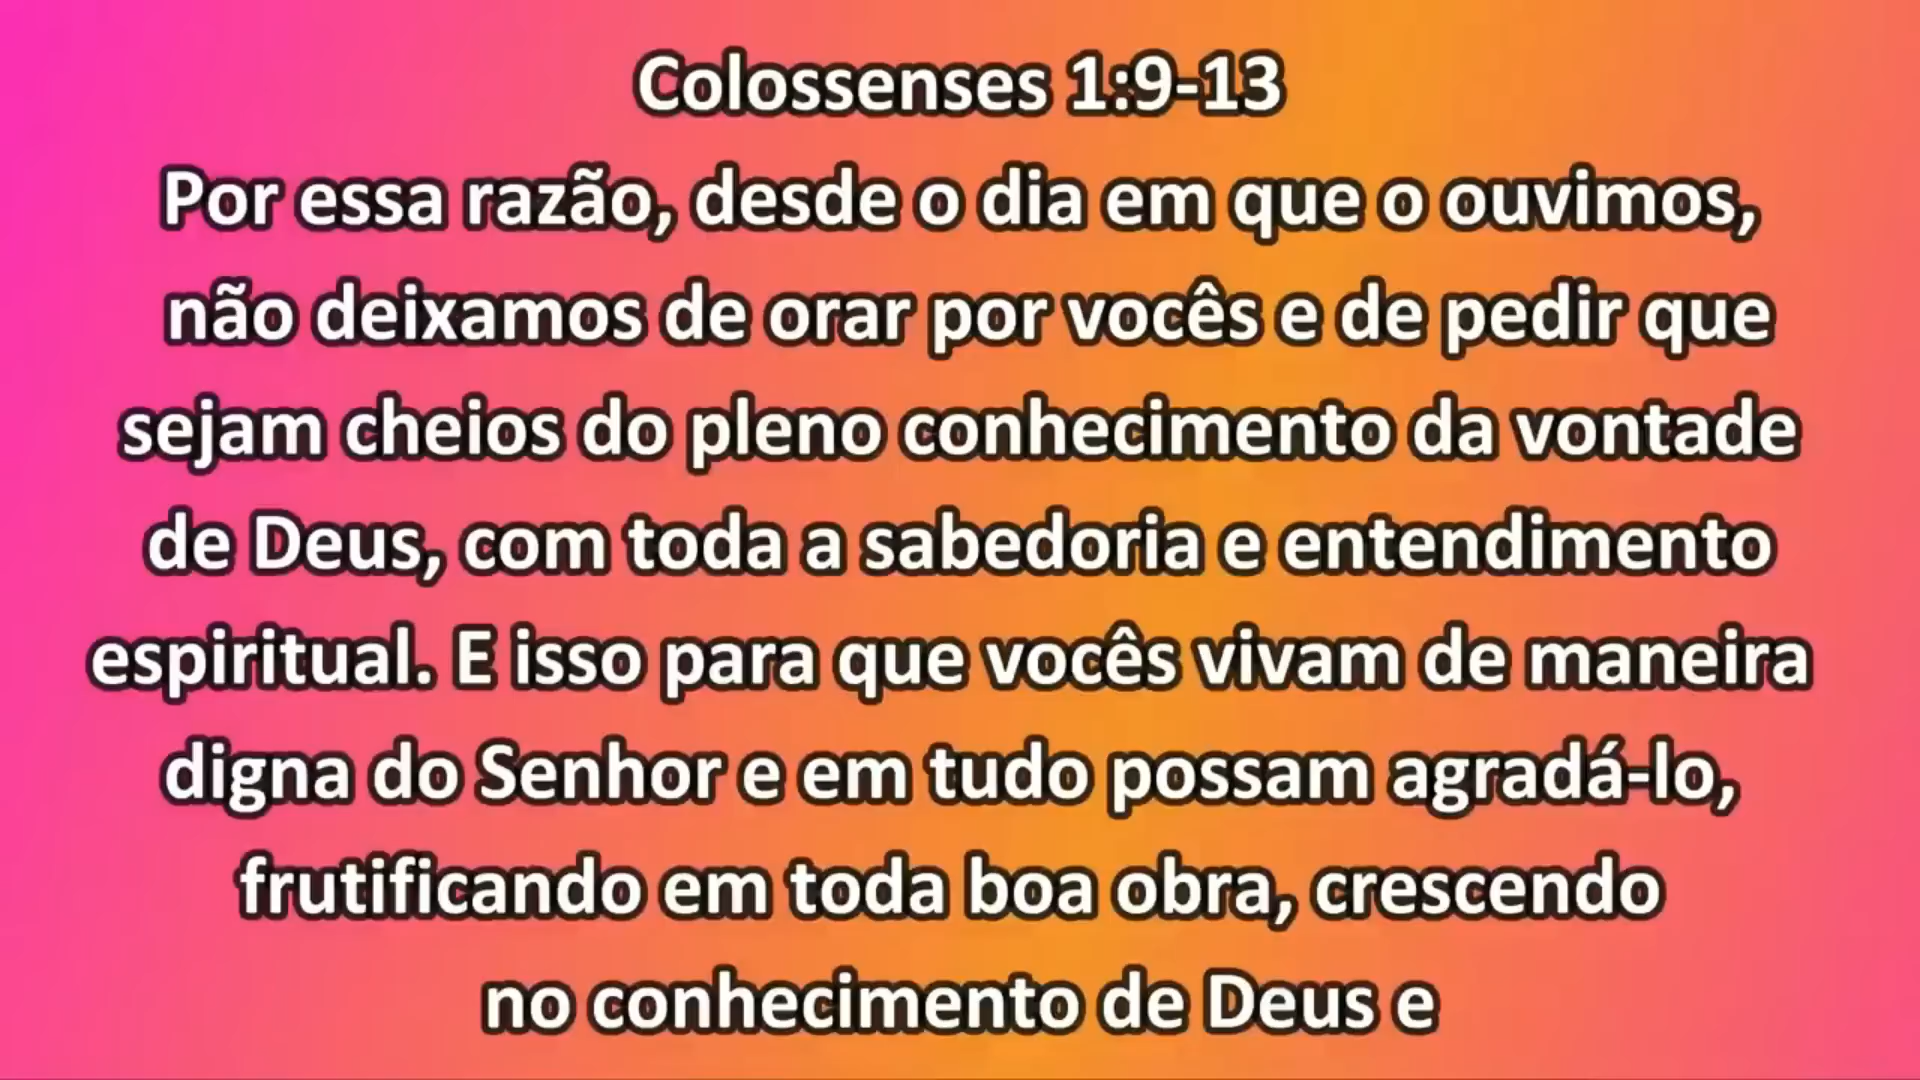 Colossenses 1:9-13
Por essa razão, desde o dia em que o ouvimos,
não deixamos de orar por vocês e de pedir que
sejam cheios do pleno conhecimento da vontade
de Deus, com toda a sabedoria e entendimento
espiritual. E isso para que vocês vivam de maneira
digna do Senhor e em tudo possam agradá-lo,
frutificando em toda boa obra, crescendo
no conhecimento de Deus e